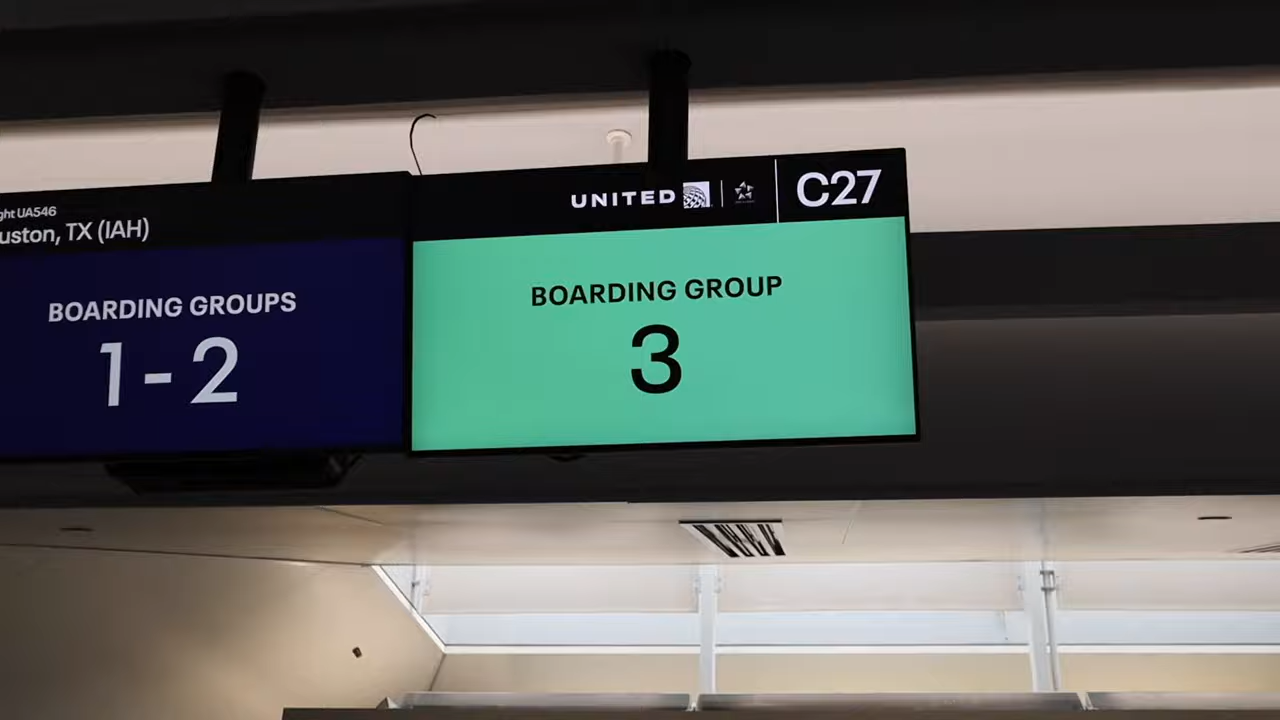 ght UA546
uston, TX (IAH)
BOARDING GROUPS
1 - 2
UNITED
C27
BOARDING GROUP
3